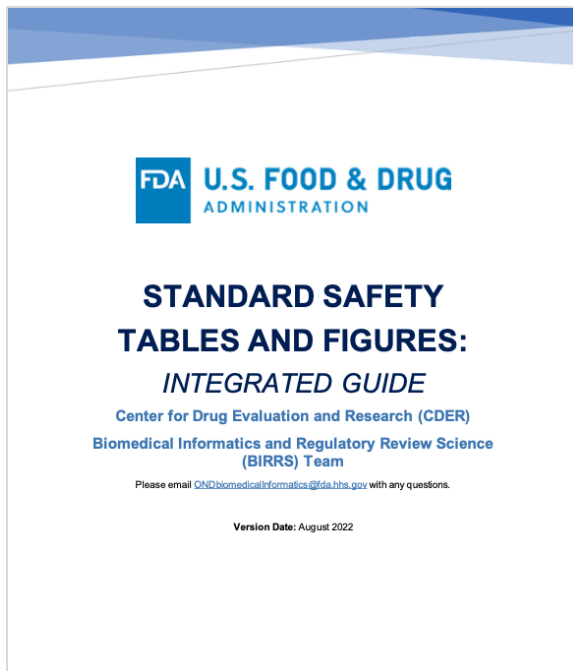 FDA
U.S. FOOD & DRUG
ADMINISTRATION
STANDARD SAFETY
TABLES AND FIGURES:
INTEGRATED GUIDE
Center for Drug Evaluation and Research (CDER)
Biomedical Informatics and Regulatory Review Science
(BIRRS) Team
Please email ONDbiomedicalInformatics@fda.hhs.gov with any questions.
Version Date: August 2022